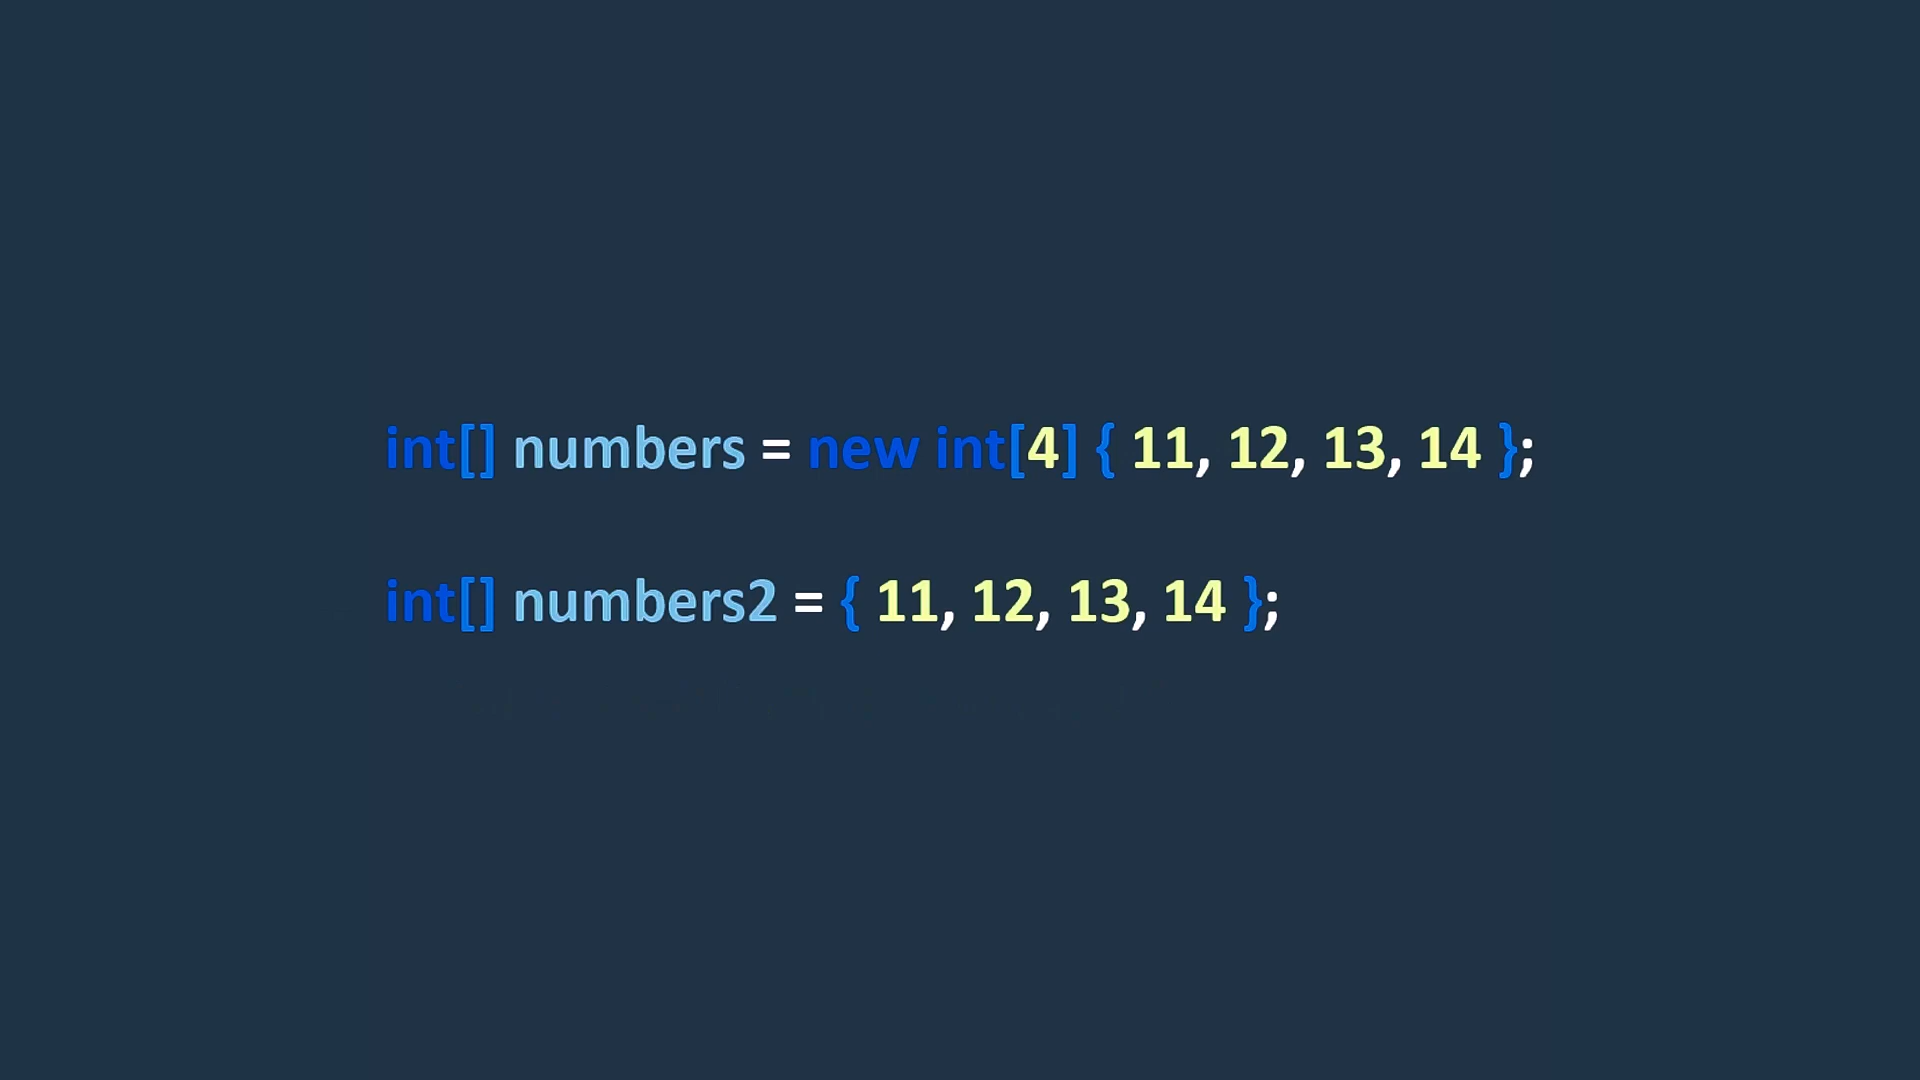 int[] numbers = new int[4] { 11, 12, 13, 14 };
int[] numbers2 = { 11, 12, 13, 14 };